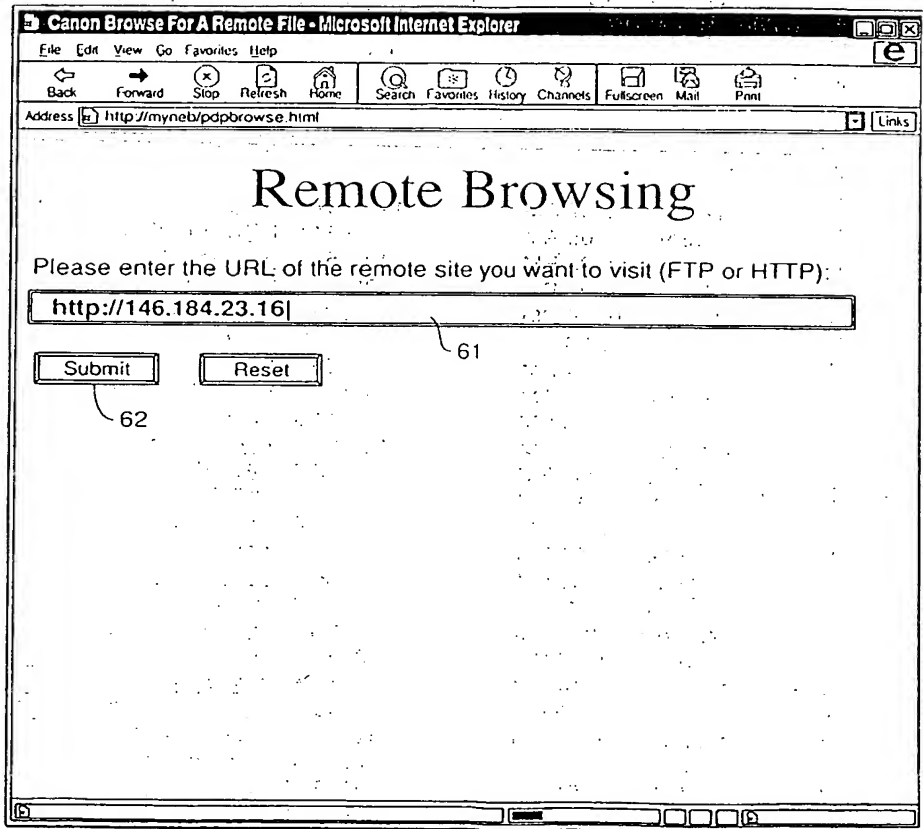 Canon Browse For A Remote File - Microsoft Internet Explorer
File Edit View Go Favorites Help
Back Forward Stop Refresh Home Search Favorites History Channels Fullscreen Mail Print
Address http://myneb/pdpbrowse.html Links
Remote Browsing
Please enter the URL of the remote site you want to visit (FTP or HTTP):
http://146.184.23.16
61
Submit Reset
62